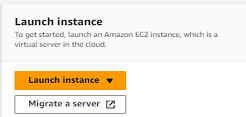 Launch instance
To get started, launch an Amazon EC2 instance, which is a
virtual server in the cloud.
Launch instance
Migrate a server